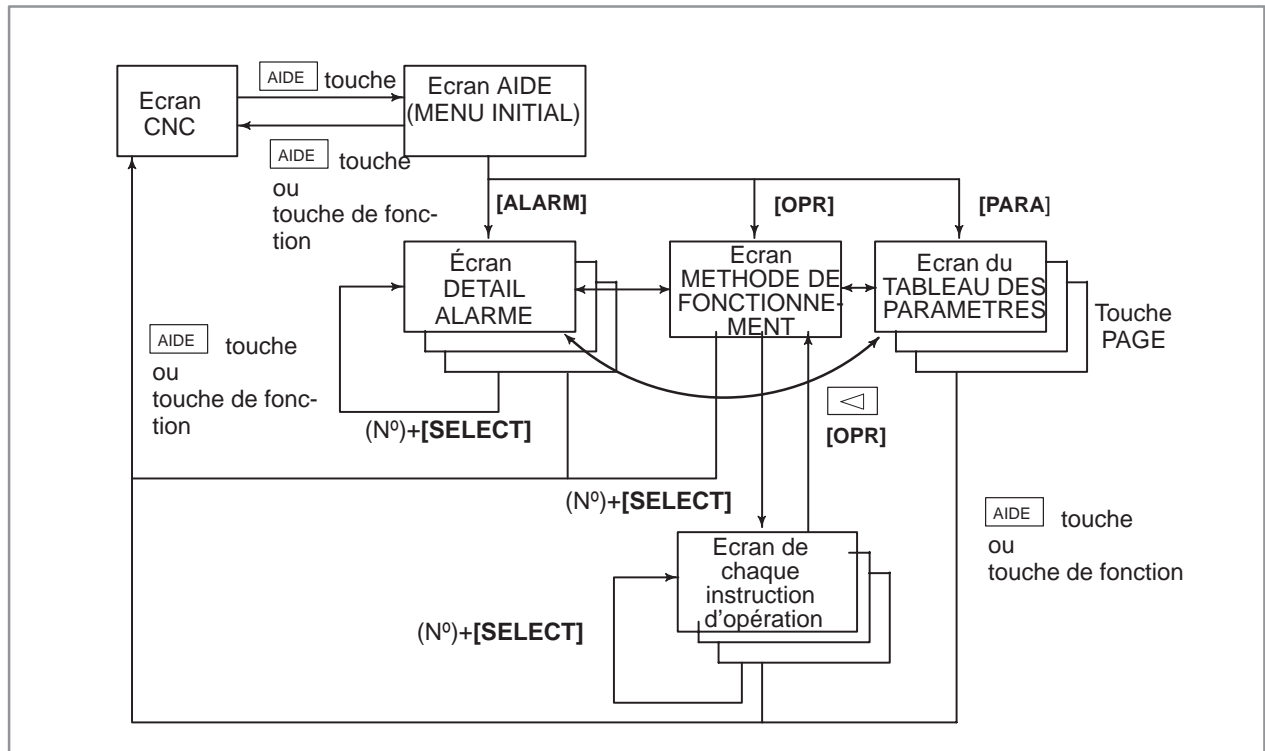 Ecran
CNC
AIDE touche
Ecran AIDE
(MENU INITIAL)
AIDE touche
ou
touche de fonc-
tion
[ALARM]
[OPR]
[PARA]
Écran
DETAIL
ALARME
Ecran
METHODE DE
FONCTIONNE-
MENT
Ecran du
TABLEAU DES
PARAMETRES
Touche
PAGE
AIDE touche
ou
touche de fonc-
tion
(Nº)+[SELECT]
[OPR]
(Nº)+[SELECT]
AIDE touche
ou
touche de fonction
Ecran de
chaque
instruction
d'opération
(Nº)+[SELECT]